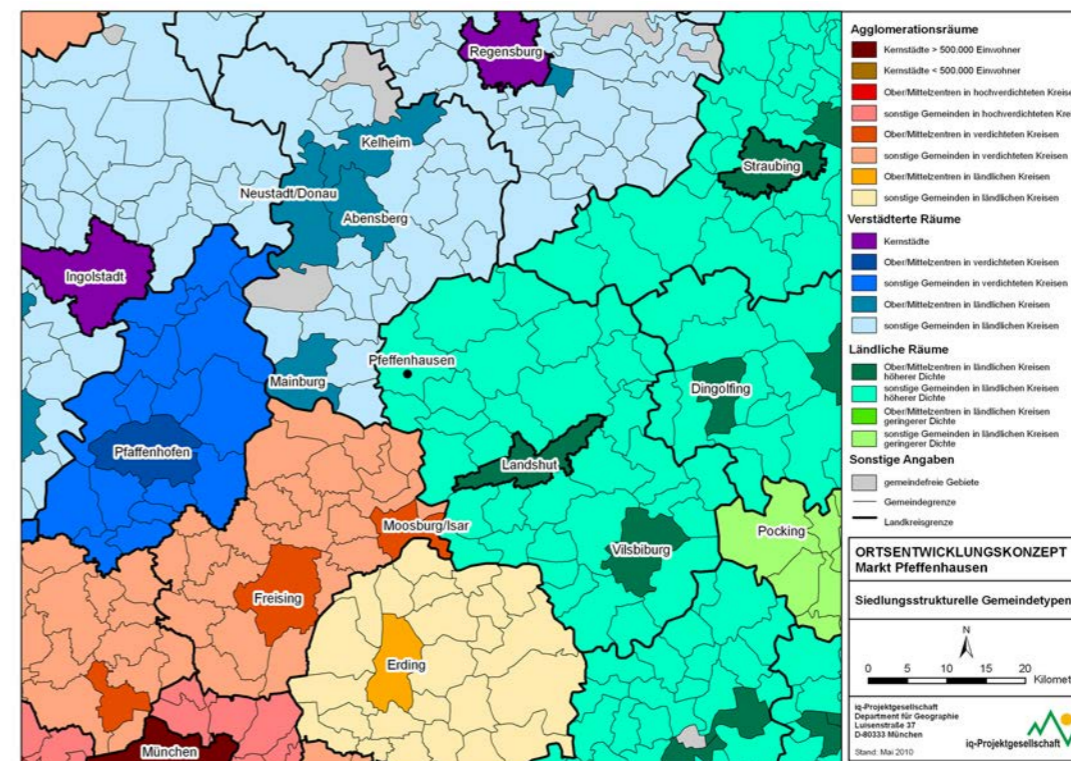 Regensburg
Kelheim
Straubing
Neustadt/Donau
Abensberg
Ingolstadt
Pfeffenhausen
Mainburg
Dingolfing
Pfaffenhofen
Landshut
Moosburg/Isar
Pocking
Vilsbiburg
Freising
Erding
München
Agglomerationsräume
Kernstädte > 500.000 Einwohner
Kernstädte < 500.000 Einwohner
Ober/Mittelzentren in hochverdichteten Kreise
sonstige Gemeinden in hochverdichteten Kre
Ober/Mittelzentren in verdichteten Kreisen
sonstige Gemeinden in verdichteten Kreisen
Ober/Mittelzentren in ländlichen Kreisen
sonstige Gemeinden in ländlichen Kreisen
Verstädterte Räume
Kernstädte
Ober/Mittelzentren in verdichteten Kreisen
sonstige Gemeinden in verdichteten Kreisen
Ober/Mittelzentren in ländlichen Kreisen
sonstige Gemeinden in ländlichen Kreisen
Ländliche Räume
Ober/Mittelzentren in ländlichen Kreisen
höherer Dichte
sonstige Gemeinden in ländlichen Kreisen
höherer Dichte
Ober/Mittelzentren in ländlichen Kreisen
geringerer Dichte
sonstige Gemeinden in ländlichen Kreisen
geringerer Dichte
Sonstige Angaben
gemeindefreie Gebiete
Gemeindegrenze
Landkreisgrenze
ORTSENTWICKLUNGSKONZEPT
Markt Pfeffenhausen
Siedlungsstrukturelle Gemeindetypen
N
0 5 10 15 20
Kilomet
iq-Projektgesellschaft
Department für Geographie
Luisenstraße 37
D-80333 München
Stand: Mai 2010
iq-Projektgesellschaft